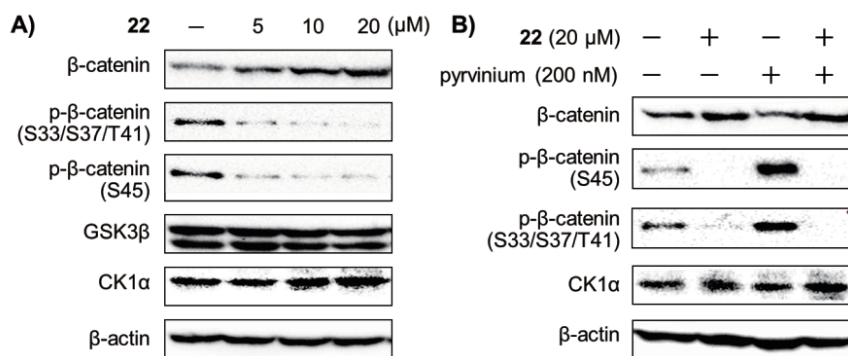 A)
22 — 5 10 20 (μM)
β-catenin
p-β-catenin
(S33/S37/T41)
p-β-catenin
(S45)
GSK3β
CK1α
β-actin
B)
22 (20 μM) — + — +
pyrvinium (200 nM) — — + +
β-catenin
p-β-catenin
(S45)
p-β-catenin
(S33/S37/T41)
CK1α
β-actin